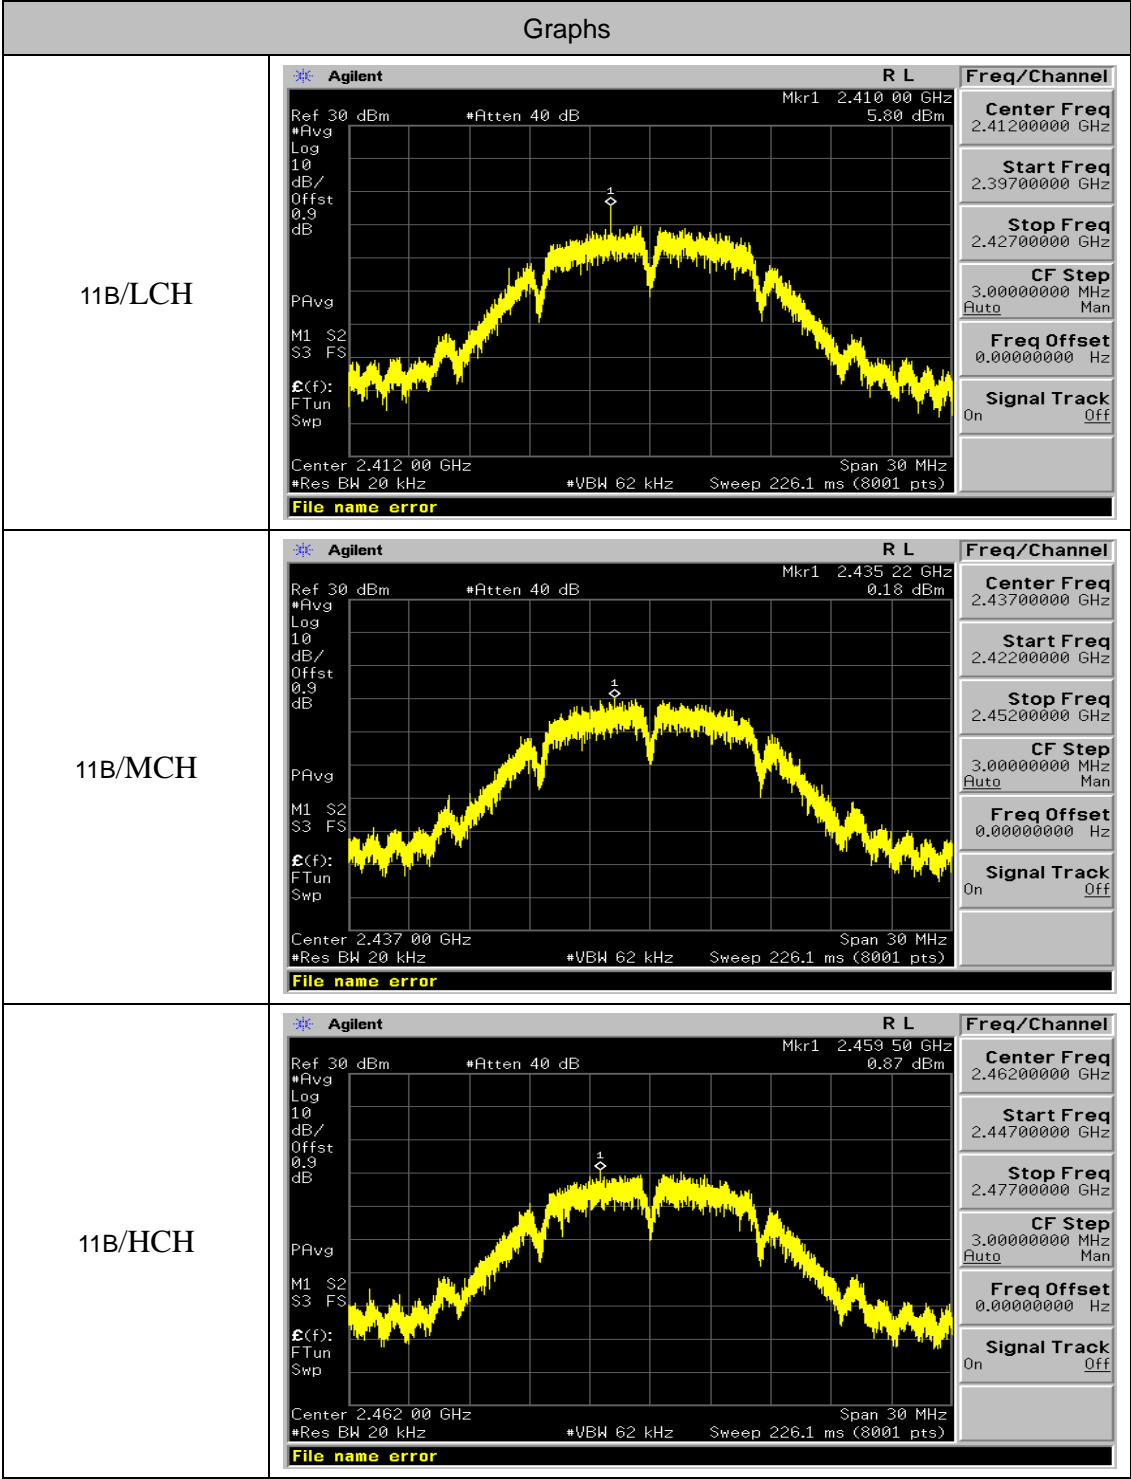 Graphs
11B/LCH
Agilent
R L
Freq/Channel
Mkr1 2.410 00 GHz
Ref 30 dBm #Atten 40 dB 5.80 dBm
#Avg
Log
10
dB/
Offst
0.9
dB
PAvg
M1 S2
S3 FS
£(f):
FTun
Swp
1
Center 2.412 00 GHz Span 30 MHz
#Res BW 20 kHz #VBW 62 kHz Sweep 226.1 ms (8001 pts)
File name error
Center Freq
2.41200000 GHz
Start Freq
2.39700000 GHz
Stop Freq
2.42700000 GHz
CF Step
3.00000000 MHz
Auto Man
Freq Offset
0.00000000 Hz
Signal Track
On Off
11B/MCH
Agilent
R L
Freq/Channel
Mkr1 2.435 22 GHz
Ref 30 dBm #Atten 40 dB 0.18 dBm
#Avg
Log
10
dB/
Offst
0.9
dB
PAvg
M1 S2
S3 FS
£(f):
FTun
Swp
1
Center 2.437 00 GHz Span 30 MHz
#Res BW 20 kHz #VBW 62 kHz Sweep 226.1 ms (8001 pts)
File name error
Center Freq
2.43700000 GHz
Start Freq
2.42200000 GHz
Stop Freq
2.45200000 GHz
CF Step
3.00000000 MHz
Auto Man
Freq Offset
0.00000000 Hz
Signal Track
On Off
11B/HCH
Agilent
R L
Freq/Channel
Mkr1 2.459 50 GHz
Ref 30 dBm #Atten 40 dB 0.87 dBm
#Avg
Log
10
dB/
Offst
0.9
dB
PAvg
M1 S2
S3 FS
£(f):
FTun
Swp
1
Center 2.462 00 GHz Span 30 MHz
#Res BW 20 kHz #VBW 62 kHz Sweep 226.1 ms (8001 pts)
File name error
Center Freq
2.46200000 GHz
Start Freq
2.44700000 GHz
Stop Freq
2.47700000 GHz
CF Step
3.00000000 MHz
Auto Man
Freq Offset
0.00000000 Hz
Signal Track
On Off